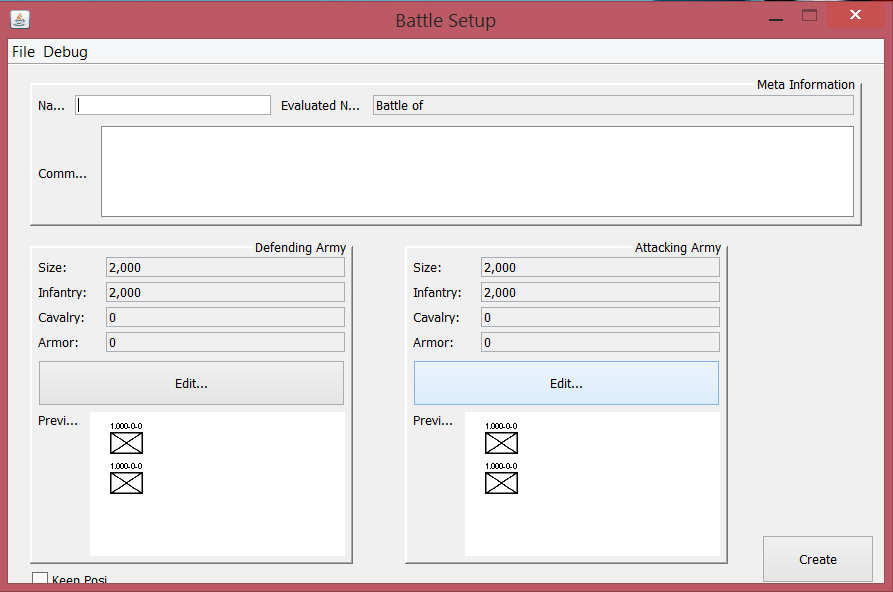 Battle Setup
File Debug
Meta Information
Na... Evaluated N... Battle of
Comm...
Defending Army
Size: 2,000
Infantry: 2,000
Cavalry: 0
Armor: 0
Edit...
Previ...
1,000-0-0
1,000-0-0
Attacking Army
Size: 2,000
Infantry: 2,000
Cavalry: 0
Armor: 0
Edit...
Previ...
1,000-0-0
1,000-0-0
Keep Posi
Create